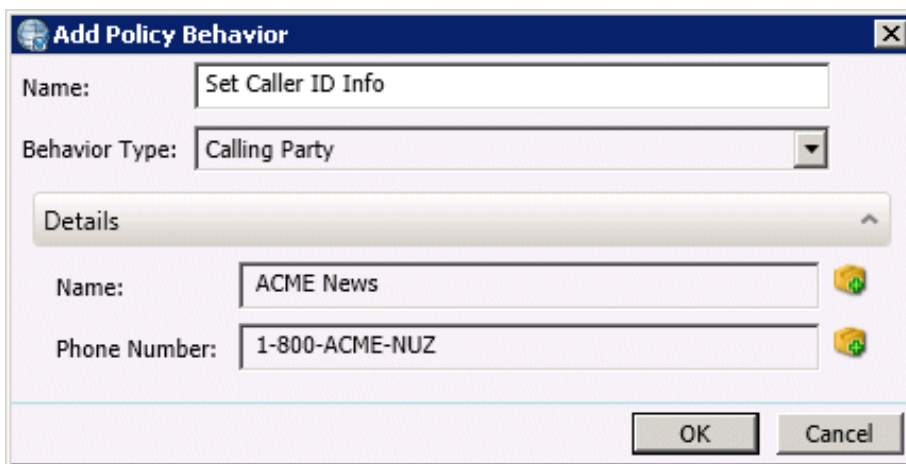 Add Policy Behavior
Name: Set Caller ID Info
Behavior Type: Calling Party
Details
Name: ACME News
Phone Number: 1-800-ACME-NUZ
OK Cancel